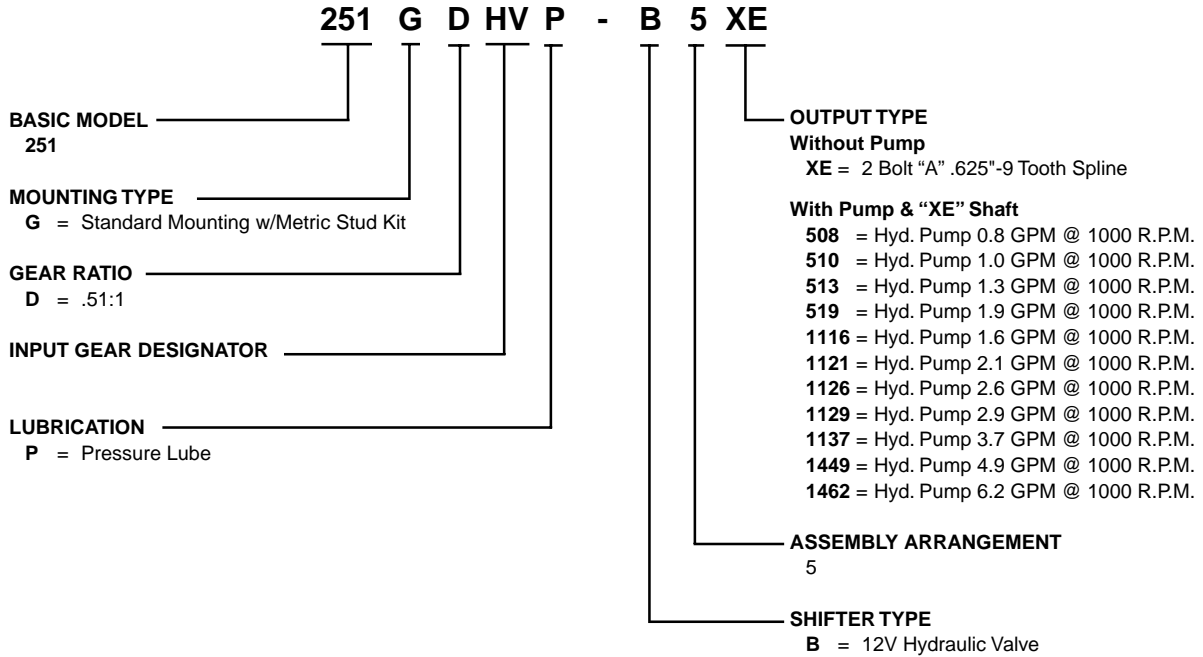 251 G D HV P - B 5 XE
BASIC MODEL
251
MOUNTING TYPE
G = Standard Mounting w/Metric Stud Kit
GEAR RATIO
D = .51:1
INPUT GEAR DESIGNATOR
LUBRICATION
P = Pressure Lube
OUTPUT TYPE
Without Pump
XE = 2 Bolt “A” .625"-9 Tooth Spline
With Pump & “XE” Shaft
508 = Hyd. Pump 0.8 GPM @ 1000 R.P.M.
510 = Hyd. Pump 1.0 GPM @ 1000 R.P.M.
513 = Hyd. Pump 1.3 GPM @ 1000 R.P.M.
519 = Hyd. Pump 1.9 GPM @ 1000 R.P.M.
1116 = Hyd. Pump 1.6 GPM @ 1000 R.P.M.
1121 = Hyd. Pump 2.1 GPM @ 1000 R.P.M.
1126 = Hyd. Pump 2.6 GPM @ 1000 R.P.M.
1129 = Hyd. Pump 2.9 GPM @ 1000 R.P.M.
1137 = Hyd. Pump 3.7 GPM @ 1000 R.P.M.
1449 = Hyd. Pump 4.9 GPM @ 1000 R.P.M.
1462 = Hyd. Pump 6.2 GPM @ 1000 R.P.M.
ASSEMBLY ARRANGEMENT
5
SHIFTER TYPE
B = 12V Hydraulic Valve